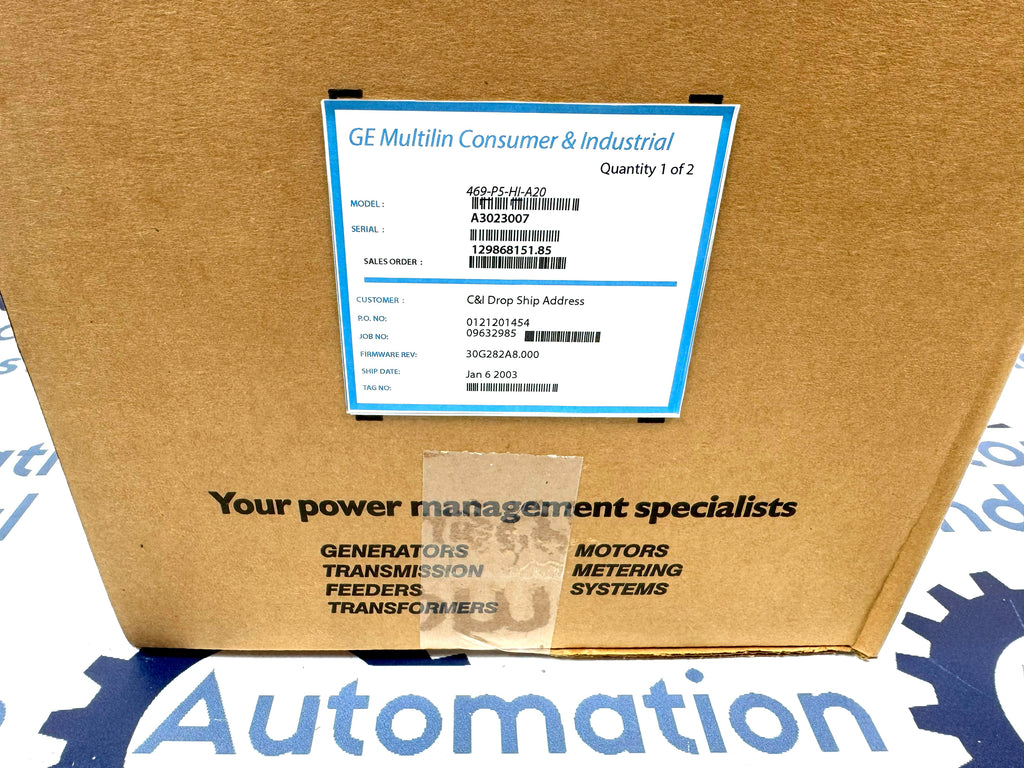 GE Multilin Consumer & Industrial
Quantity 1 of 2
MODEL : 469-P5-HI-A20
SERIAL : A3023007
SALES ORDER : 129868151.85
CUSTOMER : C&I Drop Ship Address
P.O. NO: 0121201454
JOB NO: 09632985
FIRMWARE REV: 30G282A8.000
SHIP DATE: Jan 6 2003
TAG NO:
Your power management specialists
GENERATORS MOTORS
TRANSMISSION METERING
FEEDERS SYSTEMS
TRANSFORMERS
Automation